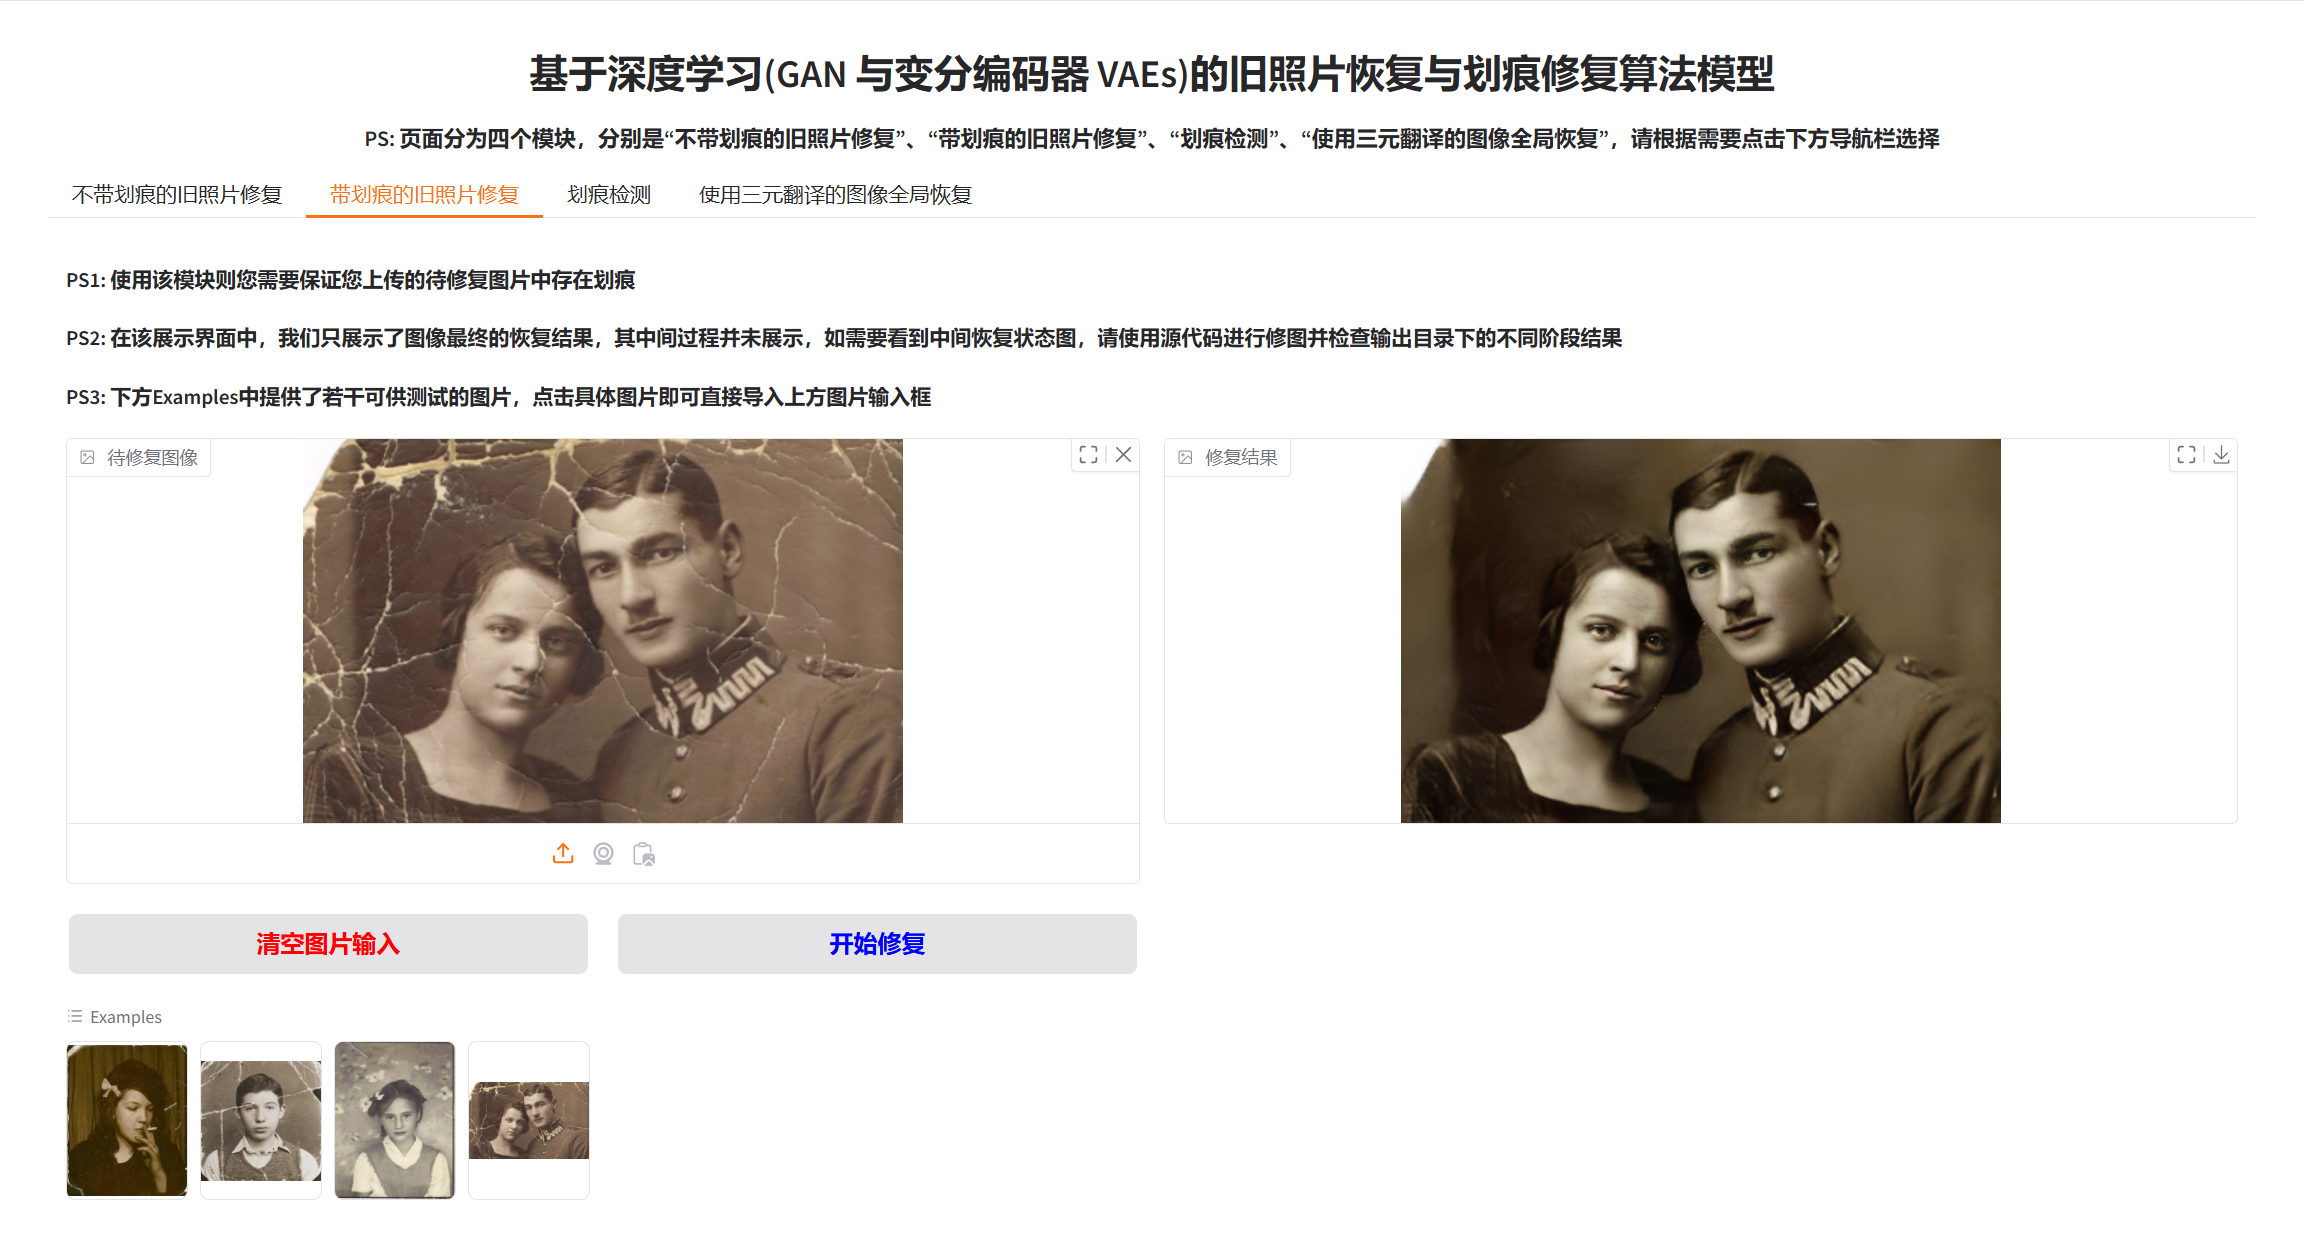 基于深度学习(GAN 与变分编码器 VAEs)的旧照片恢复与划痕修复算法模型
PS: 页面分为四个模块，分别是“不带划痕的旧照片修复”、“带划痕的旧照片修复”、“划痕检测”、“使用三元翻译的图像全局恢复”，请根据需要点击下方导航栏选择
不带划痕的旧照片修复 带划痕的旧照片修复 划痕检测 使用三元翻译的图像全局恢复
PS1: 使用该模块则您需要保证您上传的待修复图片中存在划痕
PS2: 在该展示界面中，我们只展示了图像最终的恢复结果，其中间过程并未展示，如需要看到中间恢复状态图，请使用源代码进行修图并检查输出目录下的不同阶段结果
PS3: 下方Examples中提供了若干可供测试的图片，点击具体图片即可直接导入上方图片输入框
待修复图像
修复结果
清空图片输入
开始修复
Examples